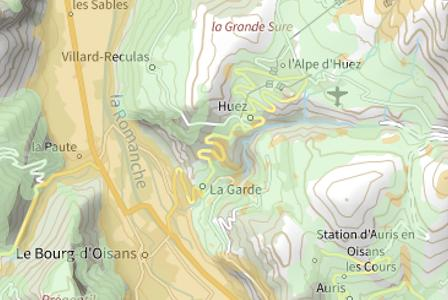 les Sables
la Grande Sure
Villard-Reculas
l'Alpe d'Huez
la Romanche
Huez
la Paute
La Garde
Station d'Auris en
Oisans
les Cours
Le Bourg d'Oisans
Auris